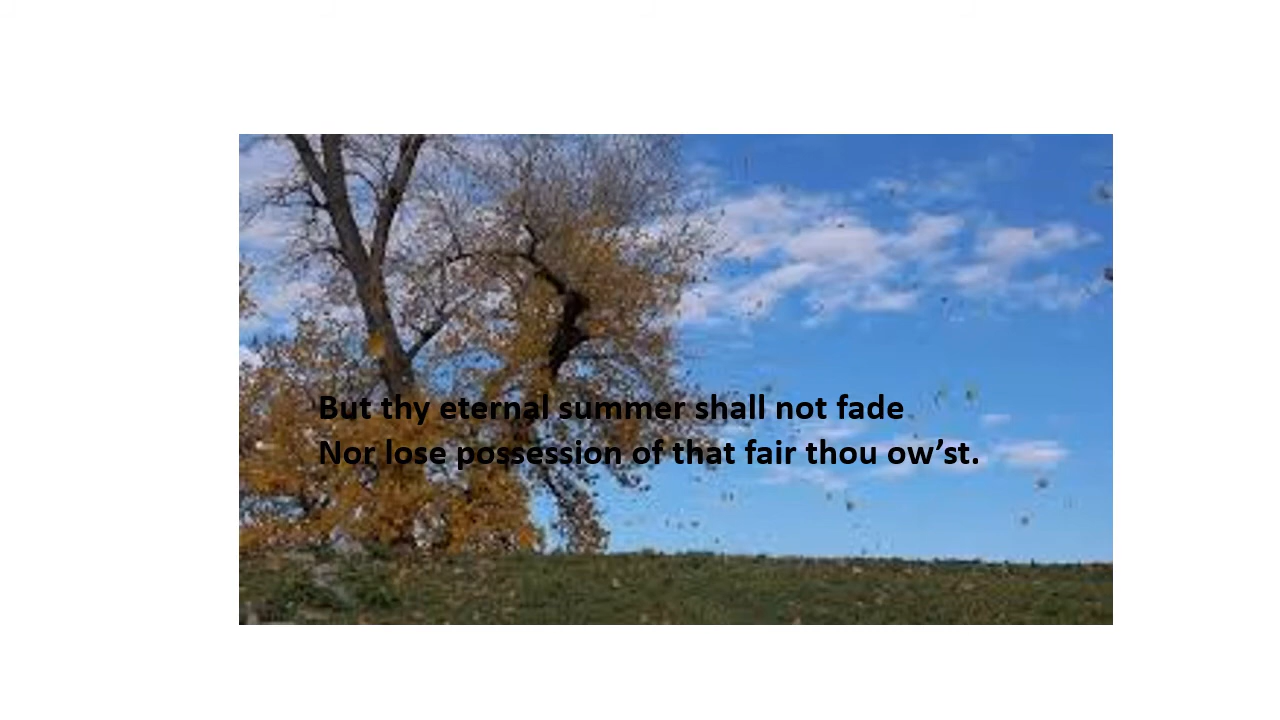 But thy eternal summer shall not fade
Nor lose possession of that fair thou ow’st.